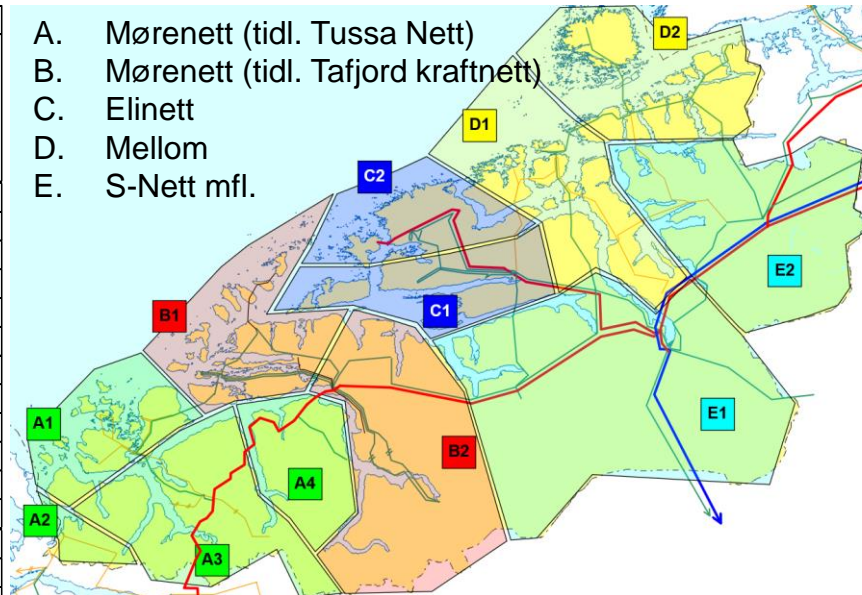 A. Mørenett (tidl. Tussa Nett)
B. Mørenett (tidl. Tafjord kraftnett)
C. Elinett
D. Mellom
E. S-Nett mfl.
D2
D1
C2
E2
B1
C1
A1
E1
B2
A4
A2
A3